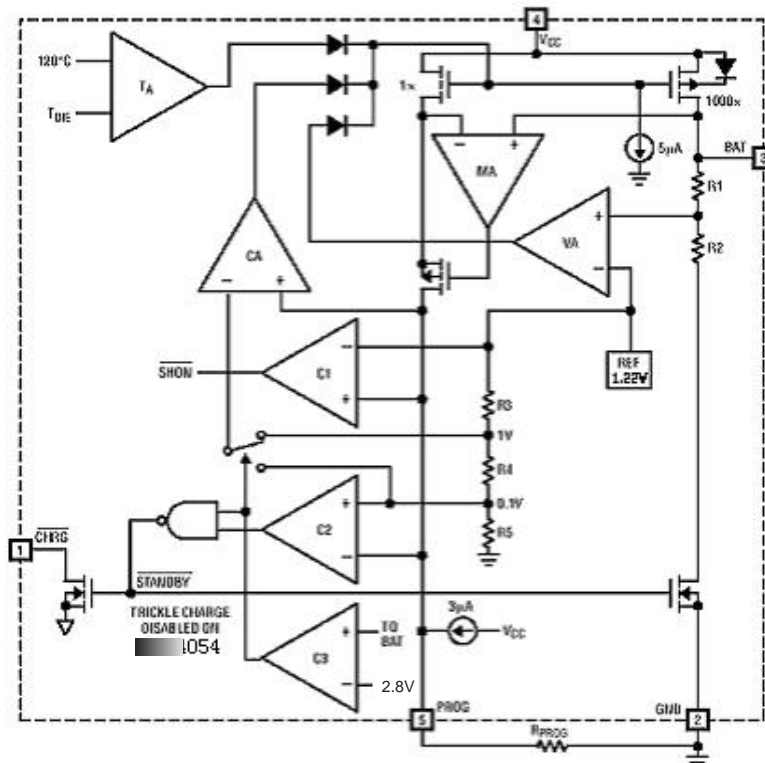 4
VCC
120°C
TA
TDIE
1×
1000×
5µA
BAT
3
MA
R1
VA
R2
CA
REF
1.22V
SHDN
C1
R3
1V
R4
0.1V
C2
R5
CHRG
1
STANDBY
TRICKLE CHARGE
DISABLED ON
4054
3µA
VCC
TO
BAT
C3
2.8V
5
PROG
GND
2
RPROG